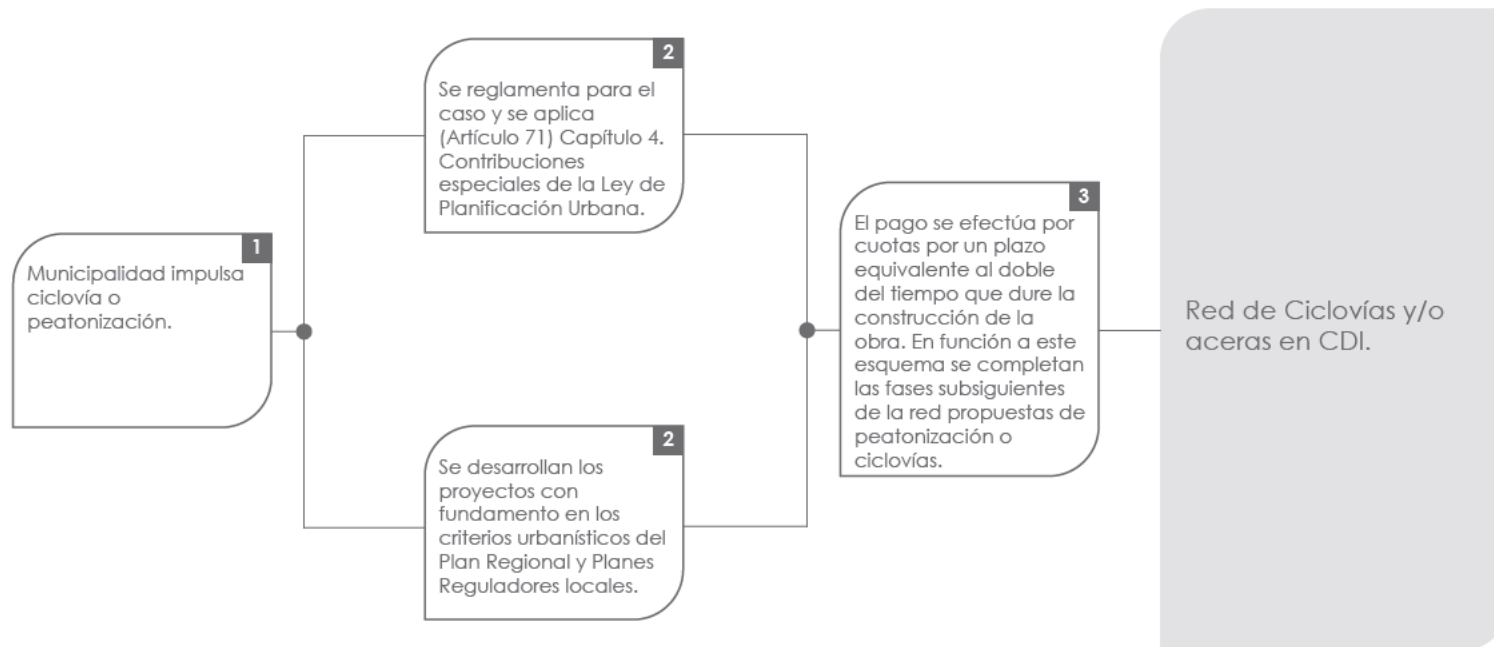 1
Municipalidad impulsa
ciclovía o
peatonización.
2
Se reglamenta para el
caso y se aplica
(Artículo 71) Capítulo 4.
Contribuciones
especiales de la Ley de
Planificación Urbana.
2
Se desarrollan los
proyectos con
fundamento en los
criterios urbanísticos del
Plan Regional y Planes
Reguladores locales.
3
El pago se efectúa por
cuotas por un plazo
equivalente al doble
del tiempo que dure la
construcción de la
obra. En función a este
esquema se completan
las fases subsiguientes
de la red propuestas de
peatonización o
ciclovías.
Red de Ciclovías y/o
aceras en CDI.